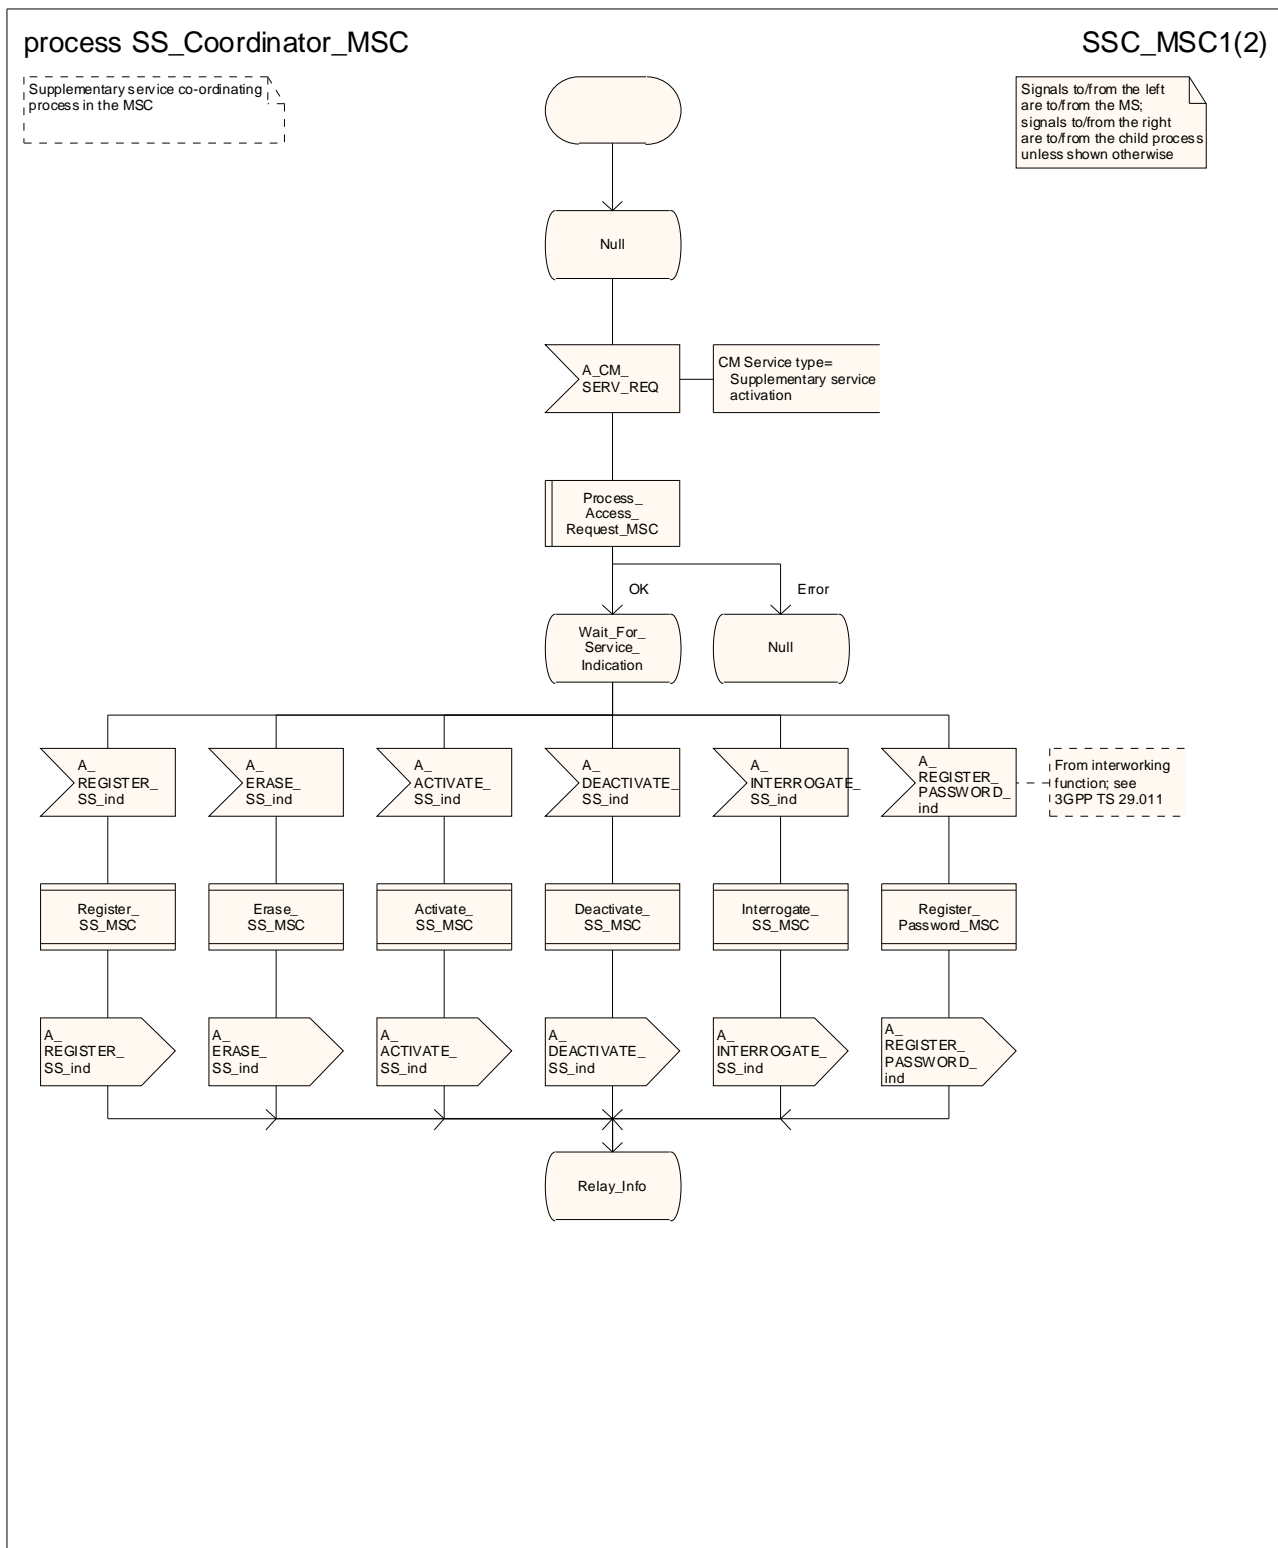 process SS_Coordinator_MSC
SSC_MSC1(2)
Supplementary service co-ordinating
process in the MSC
Signals to/from the left
are to/from the MS;
signals to/from the right
are to/from the child process
unless shown otherwise
Null
A_CM_
SERV_REQ
CM Service type=
Supplementary service
activation
Process_
Access_
Request_MSC
OK
Error
Wait_For_
Service_
Indication
Null
A_
REGISTER_
SS_ind
A_
ERASE_
SS_ind
A_
ACTIVATE_
SS_ind
A_
DEACTIVATE_
SS_ind
A_
INTERROGATE_
SS_ind
A_
REGISTER_
PASSWORD_
ind
From interworking
function; see
3GPP TS 29.011
Register_
SS_MSC
Erase_
SS_MSC
Activate_
SS_MSC
Deactivate_
SS_MSC
Interrogate_
SS_MSC
Register_
Password_MSC
A_
REGISTER_
SS_ind
A_
ERASE_
SS_ind
A_
ACTIVATE_
SS_ind
A_
DEACTIVATE_
SS_ind
A_
INTERROGATE_
SS_ind
A_
REGISTER_
PASSWORD_
ind
Relay_Info